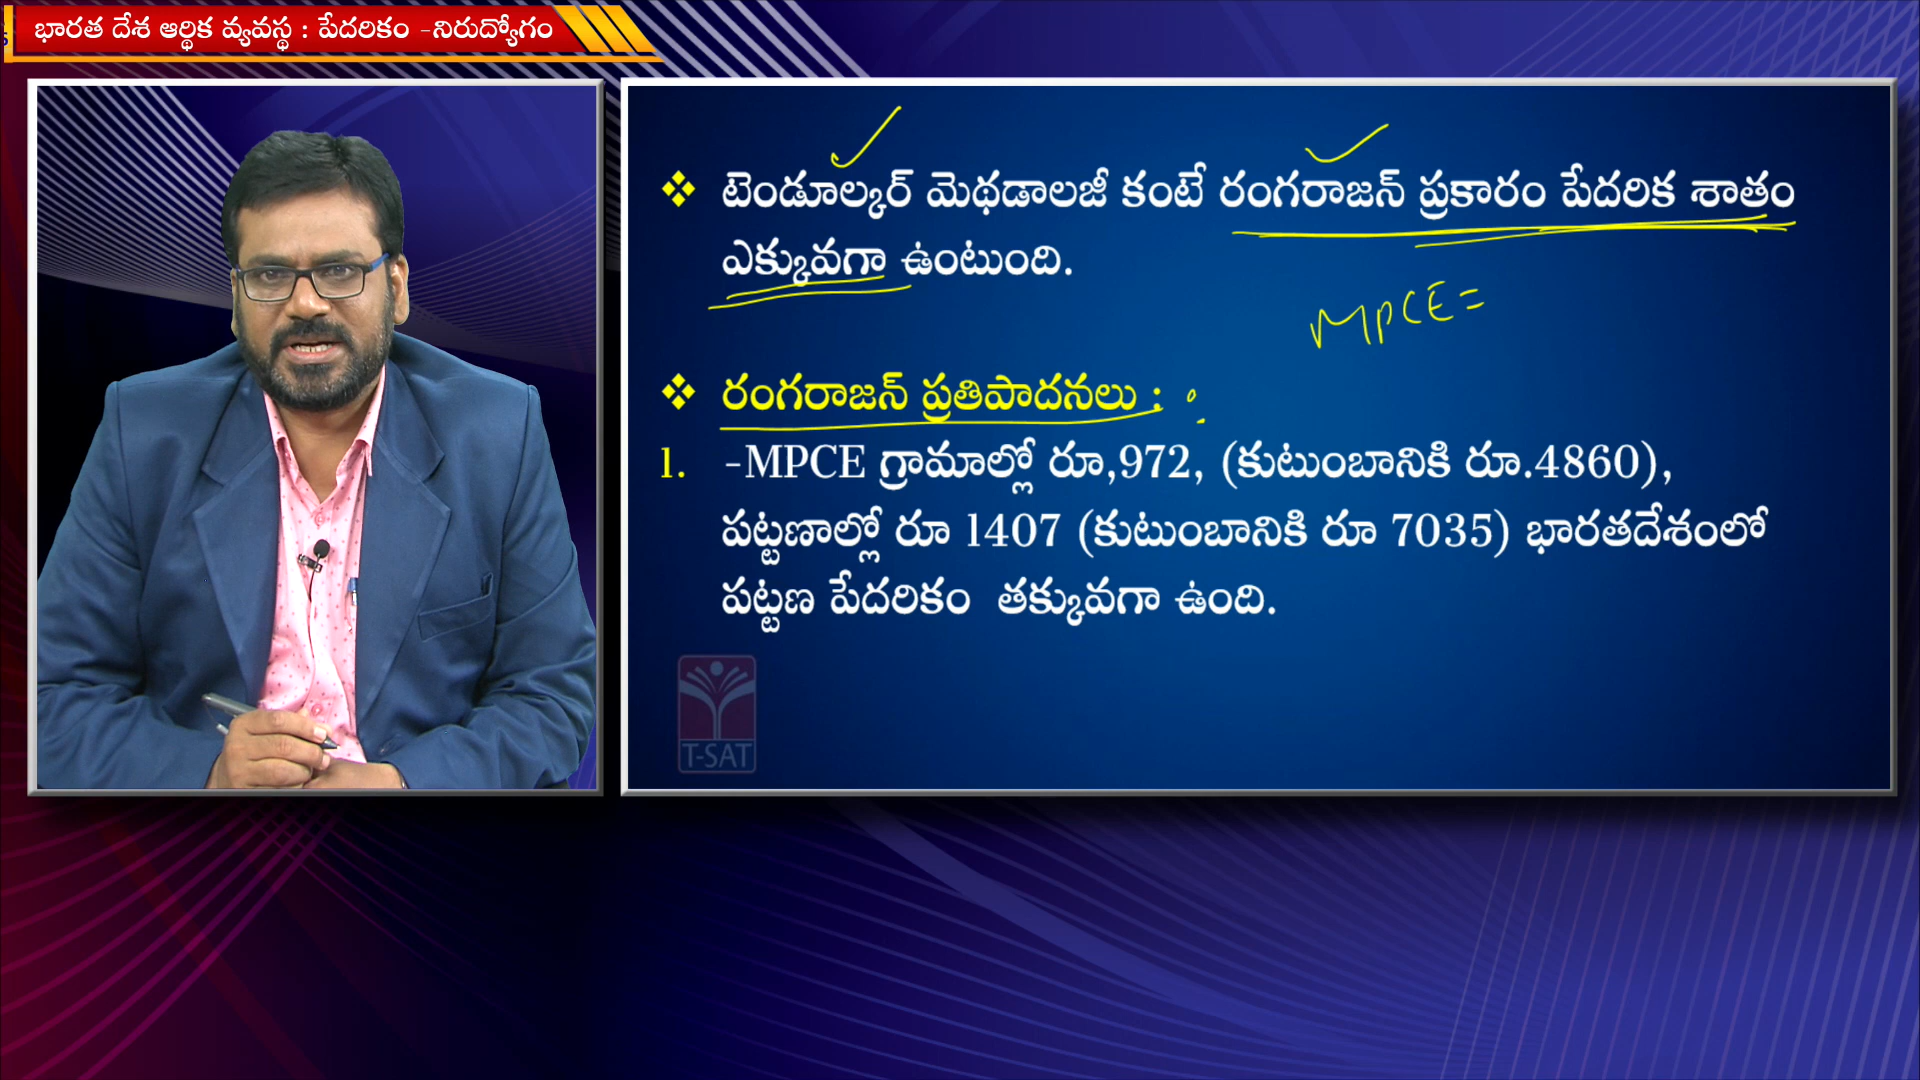 భారత దేశ ఆర్థిక వ్యవస్థ : పేదరికం -నిరుద్యోగం
టెండూల్కర్ మెథడాలజీ కంటే రంగరాజన్ ప్రకారం పేదరిక శాతం
ఎక్కువగా ఉంటుంది.
MPCE=
రంగరాజన్ ప్రతిపాదనలు :
1. -MPCE గ్రామాల్లో రూ,972, (కుటుంబానికి రూ.4860),
పట్టణాల్లో రూ 1407 (కుటుంబానికి రూ 7035) భారతదేశంలో
పట్టణ పేదరికం తక్కువగా ఉంది.
T-SAT